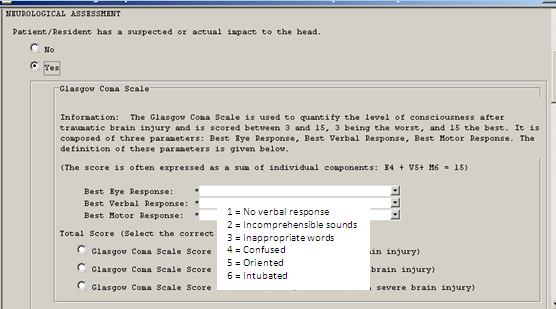 NEUROLOGICAL ASSESSMENT
Patient/Resident has a suspected or actual impact to the head.
No
Yes
Glasgow Coma Scale
Information: The Glasgow Coma Scale is used to quantify the level of consciousness after
traumatic brain injury and is scored between 3 and 15, 3 being the worst, and 15 the best. It is
composed of three parameters: Best Eye Response, Best Verbal Response, Best Motor Response. The
definition of these parameters is given below.
(The score is often expressed as a sum of individual components: E4 + V5+ M6 = 15)
Best Eye Response: *
Best Verbal Response: *
Best Motor Response: *
1 = No verbal response
2 = Incomprehensible sounds
3 = Inappropriate words
4 = Confused
5 = Oriented
6 = Intubated
Total Score (Select the correct
Glasgow Coma Scale Score ain injury)
Glasgow Coma Scale Score brain injury)
Glasgow Coma Scale Score severe brain injury)